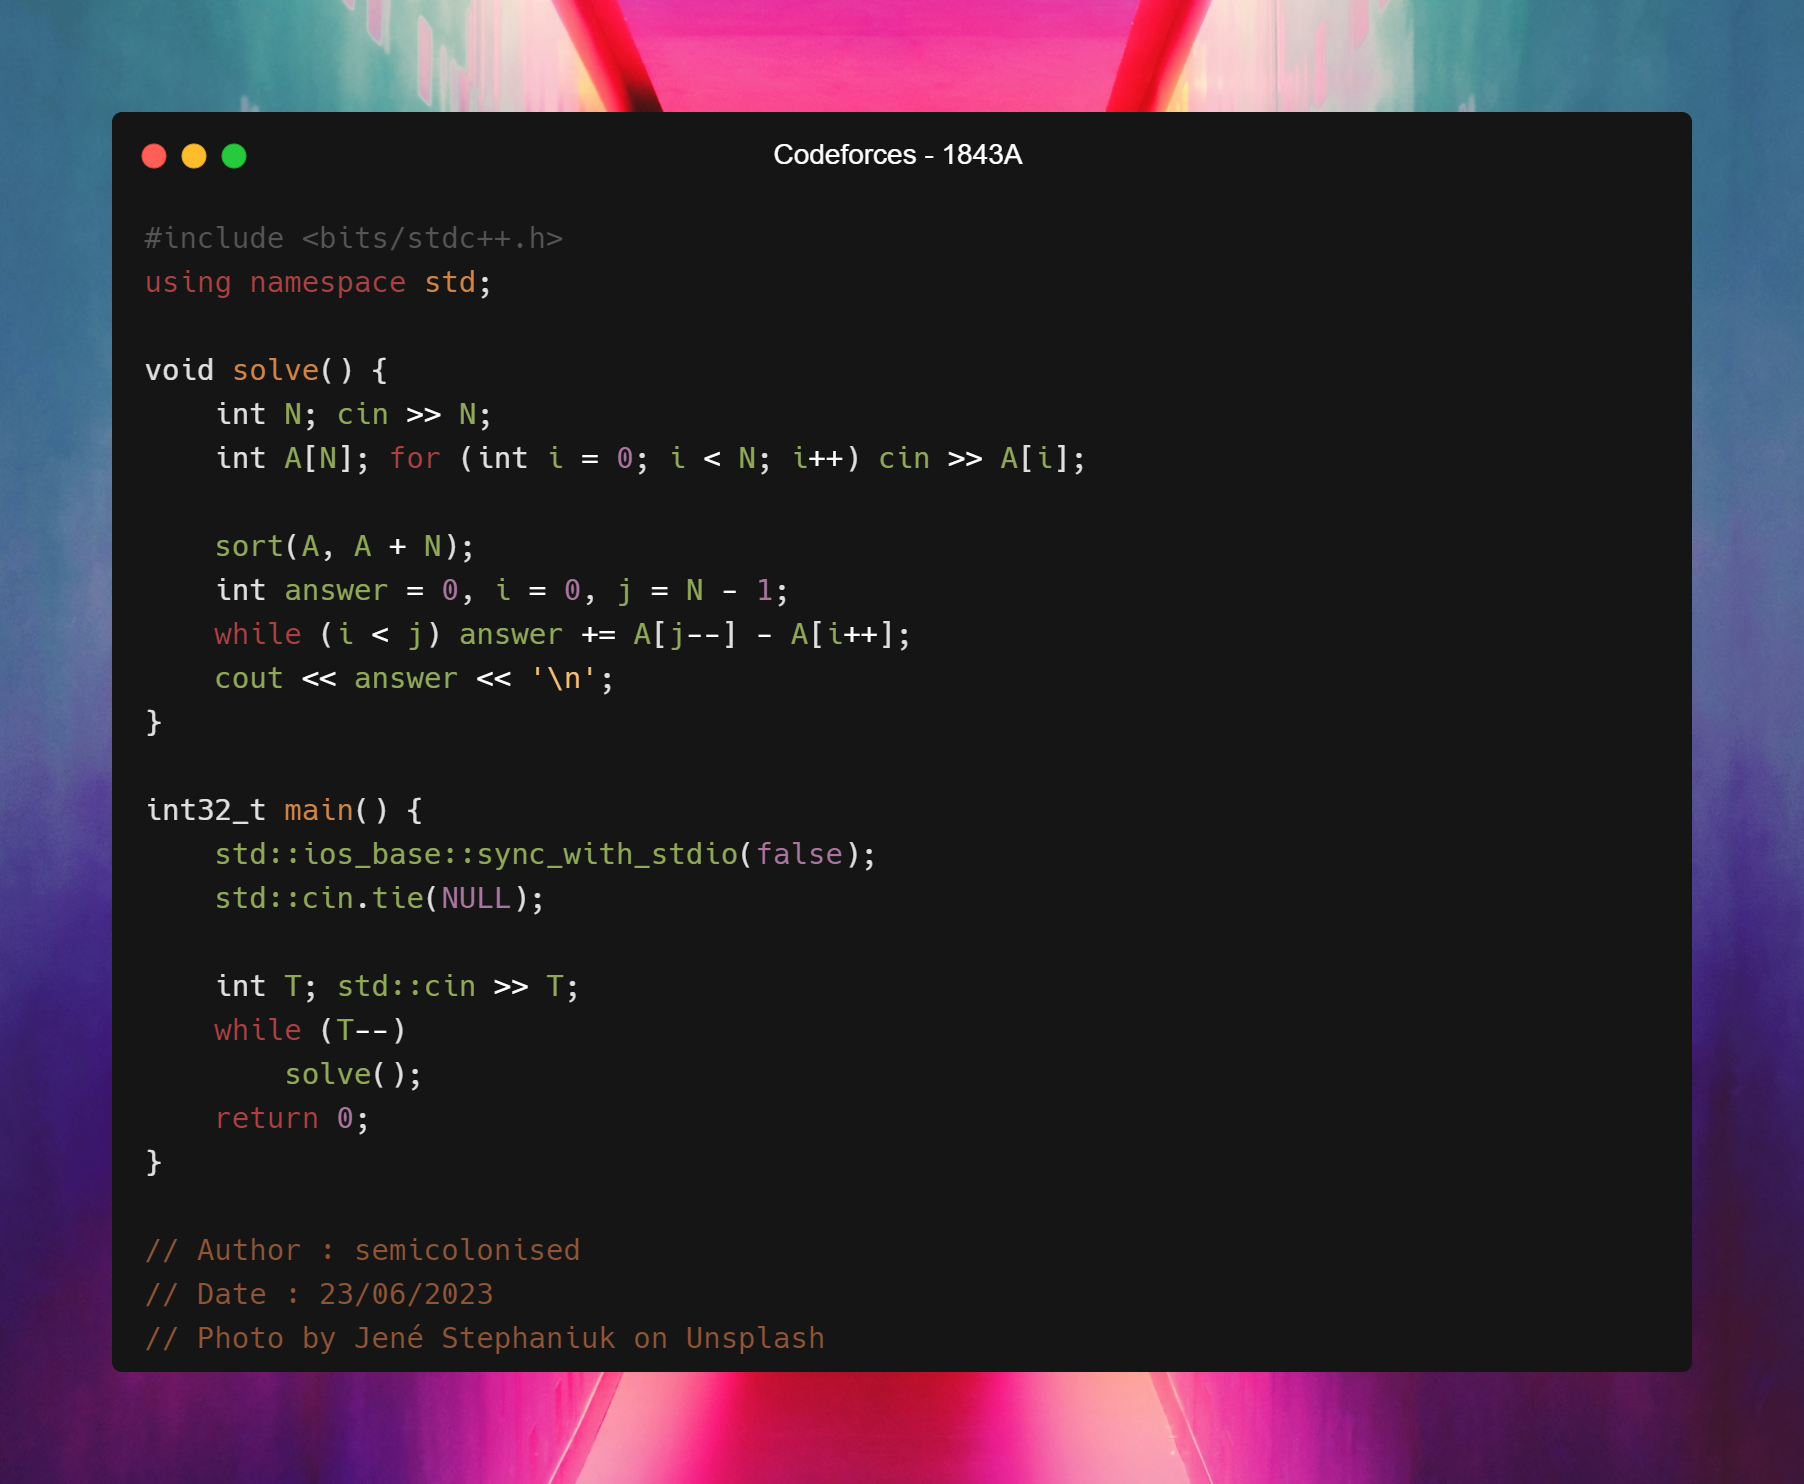 Codeforces - 1843A
#include <bits/stdc++.h>
using namespace std;
void solve() {
    int N; cin >> N;
    int A[N]; for (int i = 0; i < N; i++) cin >> A[i];
    sort(A, A + N);
    int answer = 0, i = 0, j = N - 1;
    while (i < j) answer += A[j--] - A[i++];
    cout << answer << '\n';
}
int32_t main() {
    std::ios_base::sync_with_stdio(false);
    std::cin.tie(NULL);
    int T; std::cin >> T;
    while (T--)
        solve();
    return 0;
}
// Author : semicolonised
// Date : 23/06/2023
// Photo by Jené Stephaniuk on Unsplash